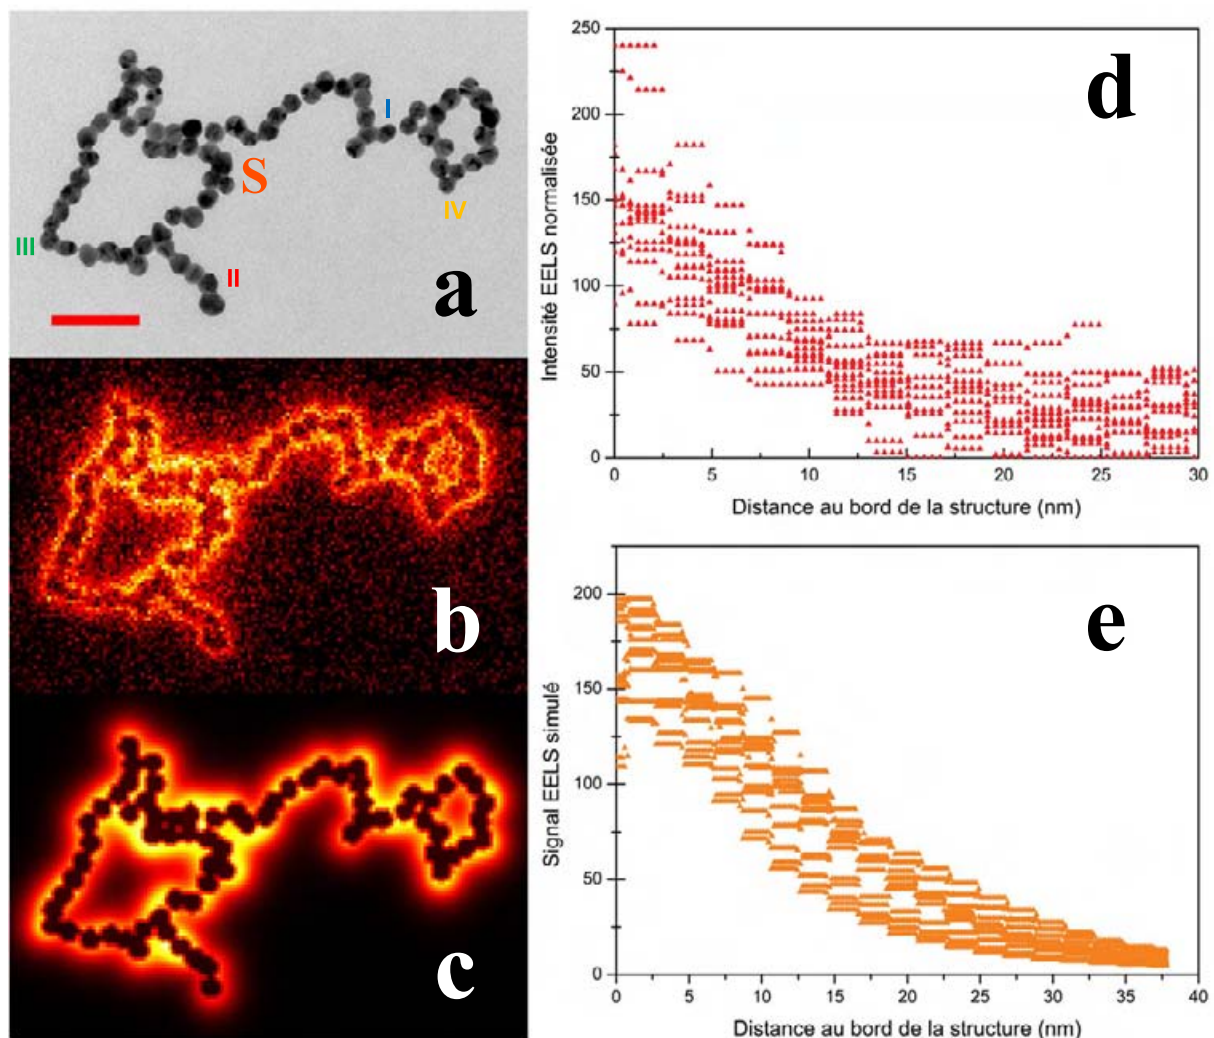 I
S
IV
III
II
a
b
c
250
200
150
100
50
0
Intensité EELS normalisée
d
0 5 10 15 20 25 30
Distance au bord de la structure (nm)
200
150
100
50
0
Signal EELS simulé
e
0 5 10 15 20 25 30 35 40
Distance au bord de la structure (nm)